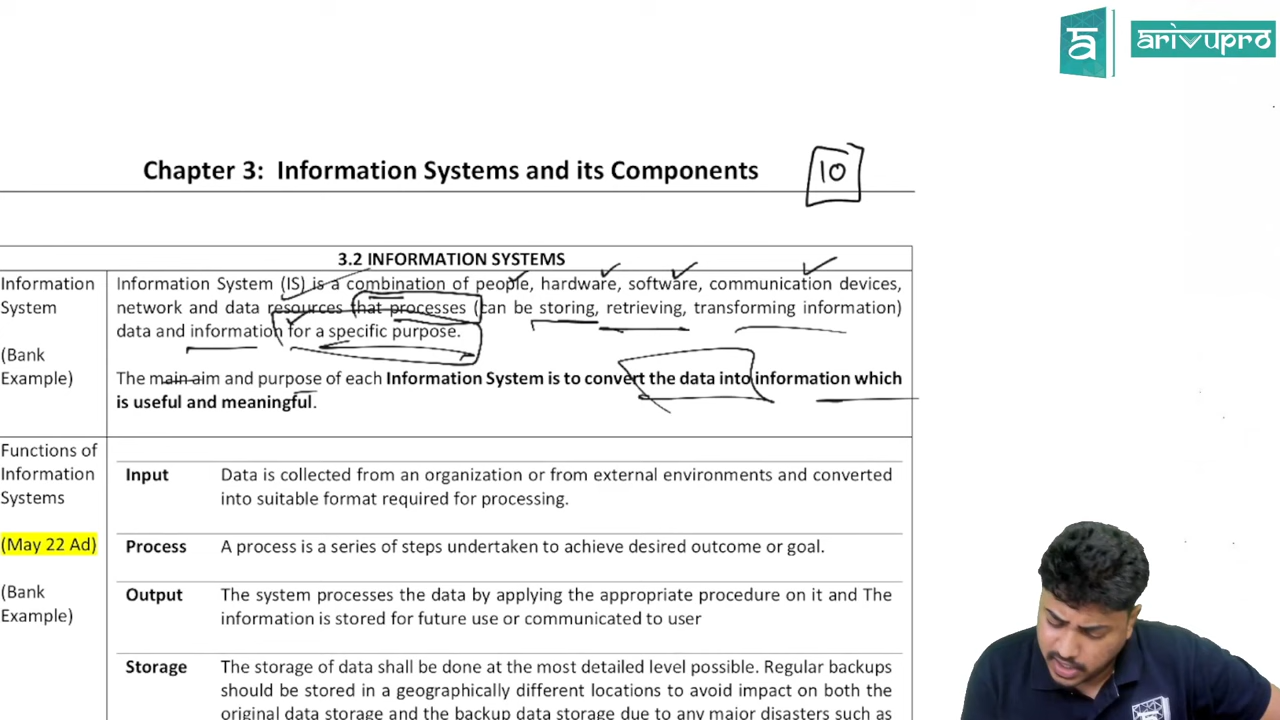 arivupro
Chapter 3: Information Systems and its Components
10
3.2 INFORMATION SYSTEMS
Information
System
(Bank
Example)
Information System (IS) is a combination of people, hardware, software, communication devices,
network and data resources that processes (can be storing, retrieving, transforming information)
data and information for a specific purpose.
The main aim and purpose of each Information System is to convert the data into information which
is useful and meaningful.
Functions of
Information
Systems
(May 22 Ad)
(Bank
Example)
Input
Data is collected from an organization or from external environments and converted
into suitable format required for processing.
Process
A process is a series of steps undertaken to achieve desired outcome or goal.
Output
The system processes the data by applying the appropriate procedure on it and The
information is stored for future use or communicated to user
Storage
The storage of data shall be done at the most detailed level possible. Regular backups
should be stored in a geographically different locations to avoid impact on both the
original data storage and the backup data storage due to any major disasters such as